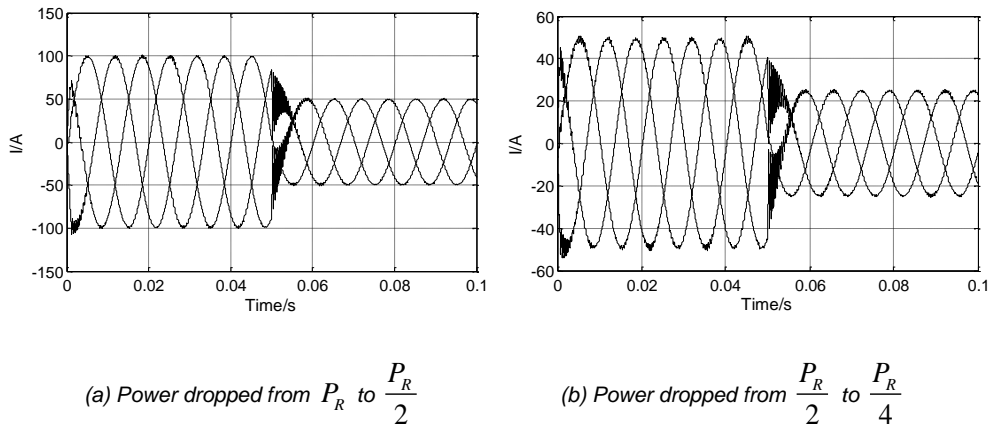 150
100
50
0
-50
-100
-150
I/A
0 0.02 0.04 0.06 0.08 0.1
Time/s
60
40
20
0
-20
-40
-60
I/A
0 0.02 0.04 0.06 0.08 0.1
Time/s
(a) Power dropped from P_R to P_R/2
(b) Power dropped from P_R/2 to P_R/4